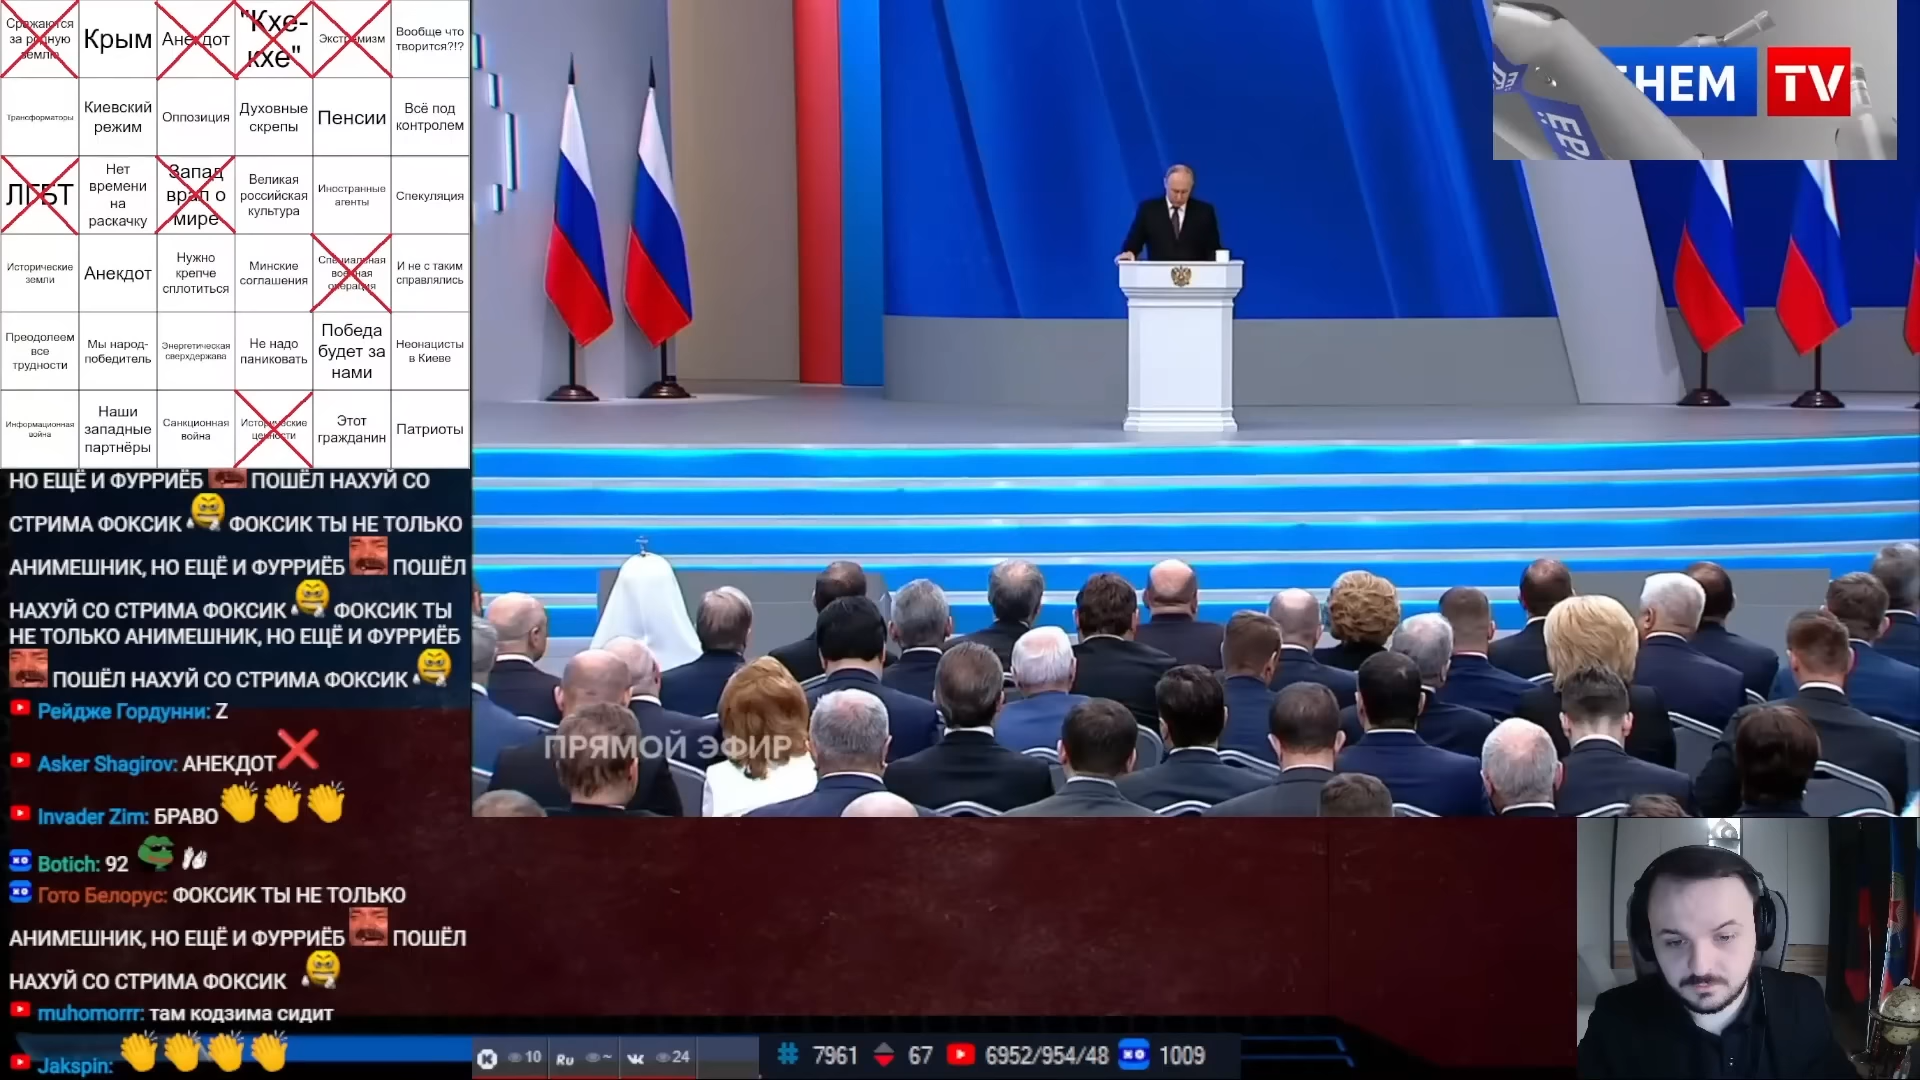 Сражаются
за родную
землю
Крым
Анекдот
"Кхе-
кхе"
Экстремизм
Вообще что
творится?!?
Трансформаторы
Киевский
режим
Оппозиция
Духовные
скрепы
Пенсии
Всё под
контролем
ЛГБТ
Нет
времени
на
раскачку
Запад
врал о
мире
Великая
российская
культура
Иностранные
агенты
Спекуляция
Исторические
земли
Анекдот
Нужно
крепче
сплотиться
Минские
соглашения
Специальная
военная
операция
И не с таким
справлялись
Преодолеем
все
трудности
Мы народ-
победитель
Энергетическая
сверхдержава
Не надо
паниковать
Победа
будет за
нами
Неонацисты
в Киеве
Информационная
война
Наши
западные
партнёры
Санкционная
война
Исторические
ценности
Этот
гражданин
Патриоты
НО ЕЩЁ И ФУРРИЁБ ПОШЁЛ НАХУЙ СО
СТРИМА ФОКСИК ФОКСИК ТЫ НЕ ТОЛЬКО
АНИМЕШНИК, НО ЕЩЁ И ФУРРИЁБ ПОШЁЛ
НАХУЙ СО СТРИМА ФОКСИК ФОКСИК ТЫ
НЕ ТОЛЬКО АНИМЕШНИК, НО ЕЩЁ И ФУРРИЁБ
ПОШЁЛ НАХУЙ СО СТРИМА ФОКСИК
Рейдже Гордунни: Z
Asker Shagirov: АНЕКДОТ❌
Invader Zim: БРАВО👏👏👏
Botich: 92
Гото Белорус: ФОКСИК ТЫ НЕ ТОЛЬКО
АНИМЕШНИК, НО ЕЩЁ И ФУРРИЁБ ПОШЁЛ
НАХУЙ СО СТРИМА ФОКСИК
muhomorrr: там кодзима сидит
Jakspin: 👏👏👏👏
НЕМ TV
ПРЯМОЙ ЭФИР
K 10 Ru ~ VK 24 # 7961 67 6952/954/48 XO 1009